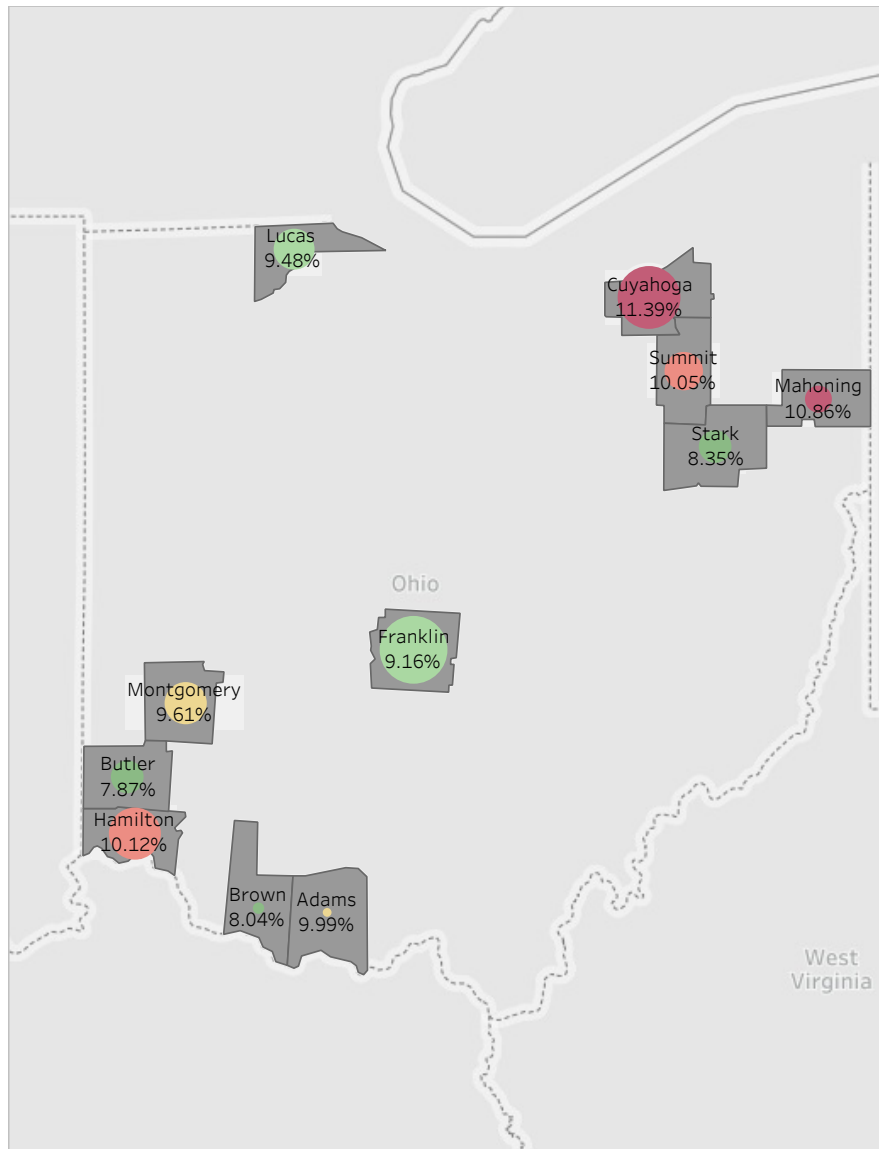 Lucas
9.48%
Cuyahoga
11.39%
Summit
10.05%
Mahoning
10.86%
Stark
8.35%
Ohio
Franklin
9.16%
Montgomery
9.61%
Butler
7.87%
Hamilton
10.12%
Brown
8.04%
Adams
9.99%
West
Virginia